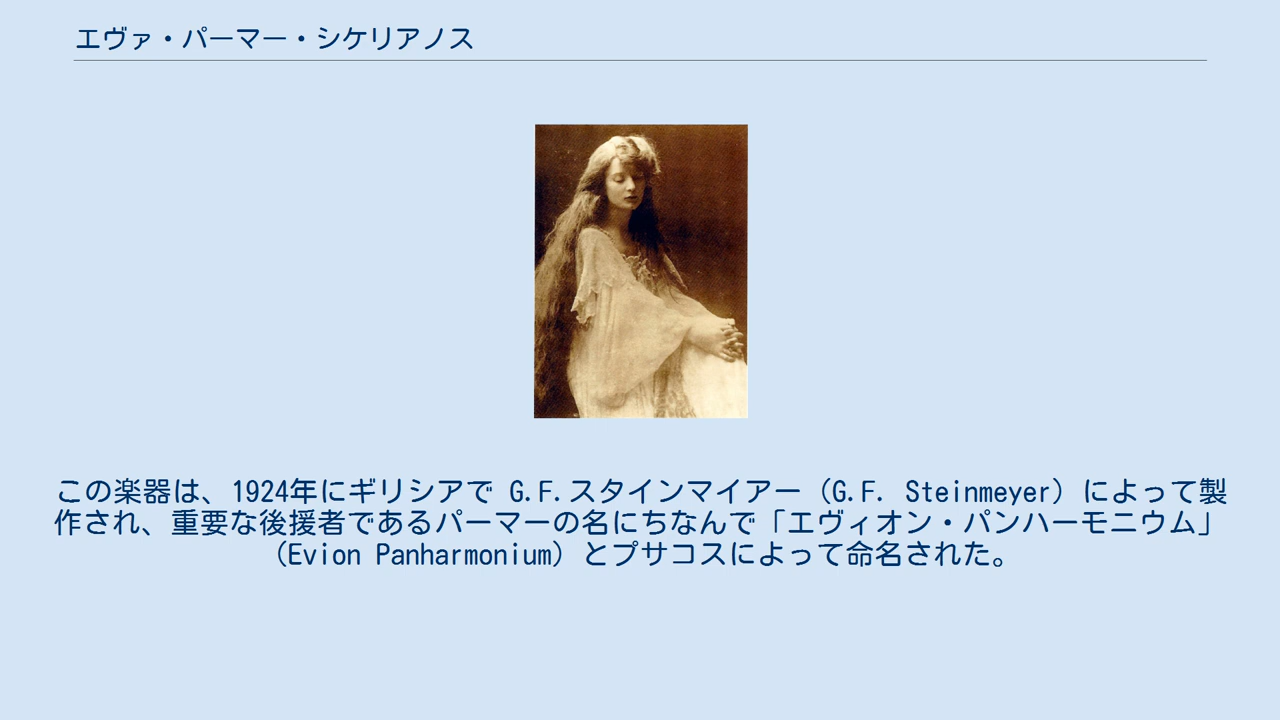 エヴァ・パーマー・シケリアノス
この楽器は、1924年にギリシアで G.F.スタインマイアー（G.F. Steinmeyer）によって製
作され、重要な後援者であるパーマーの名にちなんで「エヴィオン・パンハーモニウム」
（Evion Panharmonium）とプサコスによって命名された。